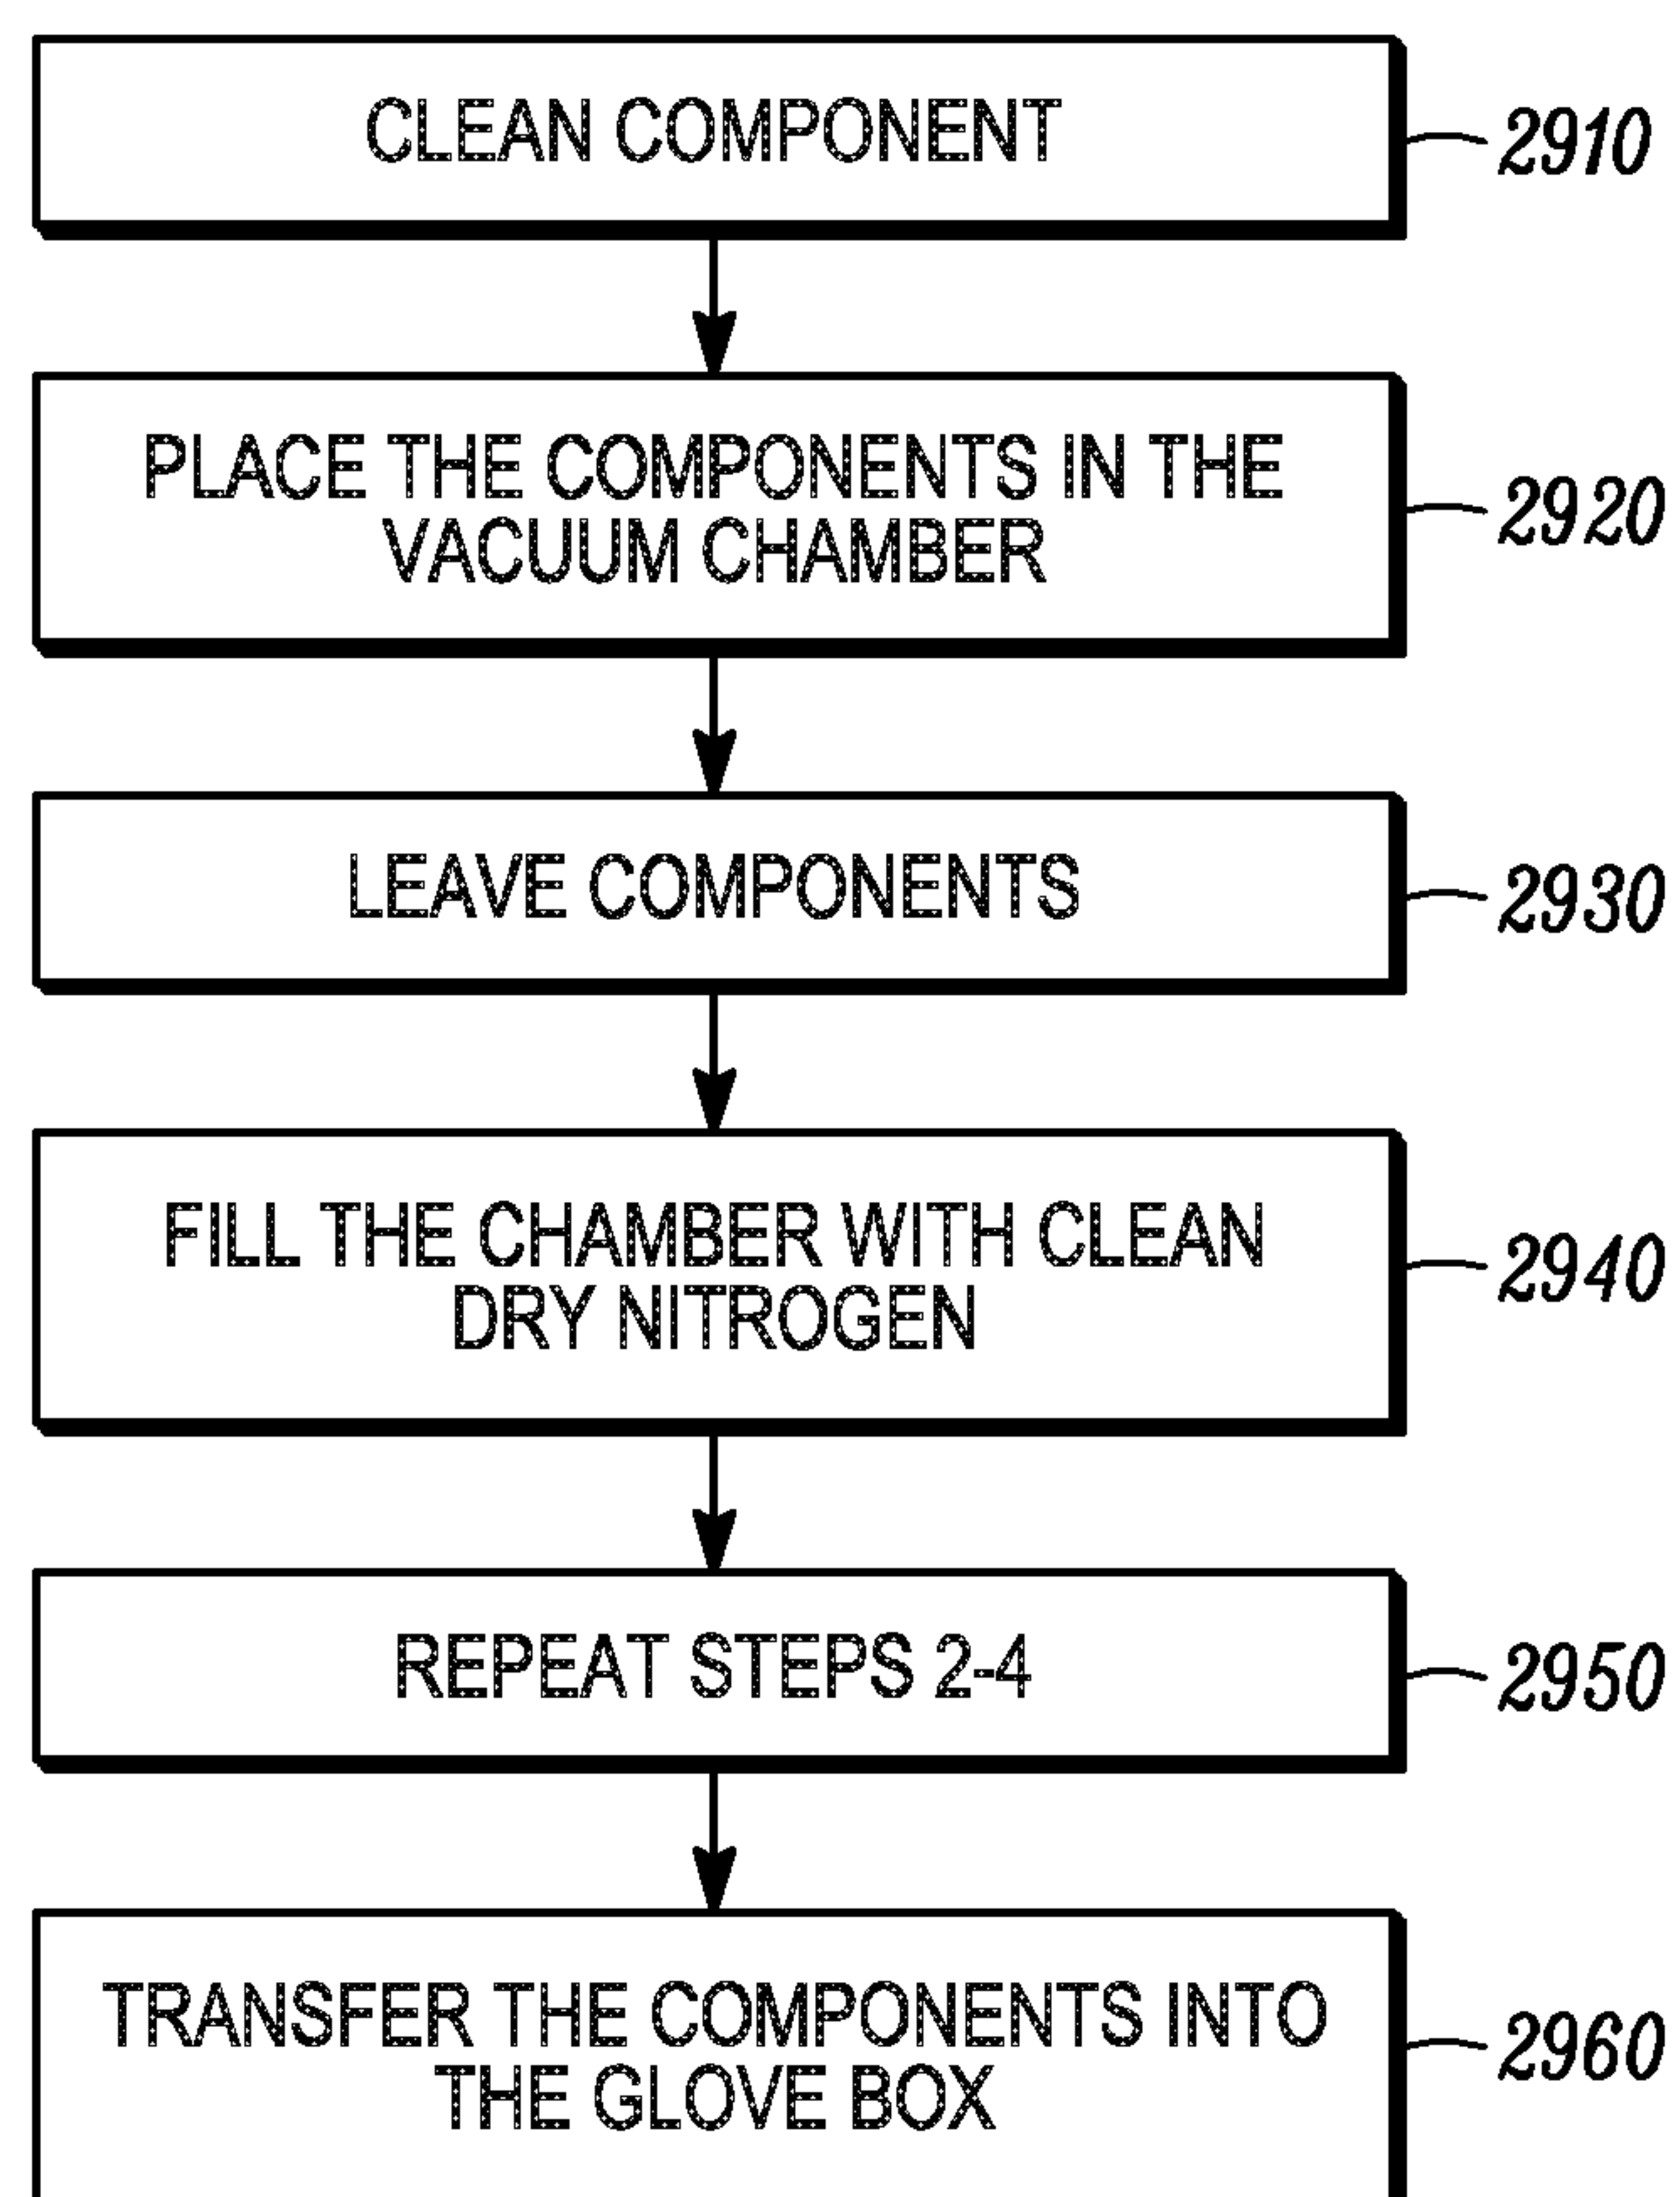 CLEAN COMPONENT
2910
PLACE THE COMPONENTS IN THE
VACUUM CHAMBER
2920
LEAVE COMPONENTS
2930
FILL THE CHAMBER WITH CLEAN
DRY NITROGEN
2940
REPEAT STEPS 2-4
2950
TRANSFER THE COMPONENTS INTO
THE GLOVE BOX
2960